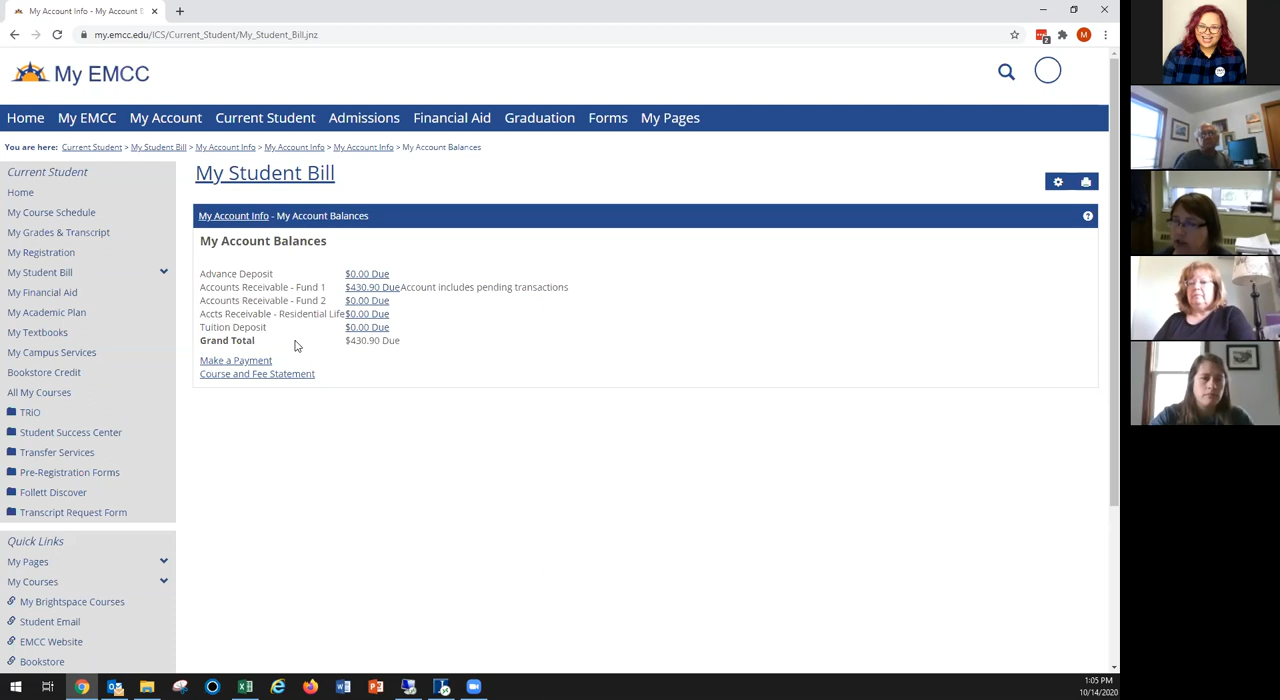 My Account Info - My Account B
my.emcc.edu/ICS/Current_Student/My_Student_Bill.jnz
2
M
My EMCC
Home My EMCC My Account Current Student Admissions Financial Aid Graduation Forms My Pages
You are here: Current Student > My Student Bill > My Account Info > My Account Info > My Account Info > My Account Balances
Current Student
Home
My Course Schedule
My Grades & Transcript
My Registration
My Student Bill
My Financial Aid
My Academic Plan
My Textbooks
My Campus Services
Bookstore Credit
All My Courses
TRiO
Student Success Center
Transfer Services
Pre-Registration Forms
Follett Discover
Transcript Request Form
Quick Links
My Pages
My Courses
My Brightspace Courses
Student Email
EMCC Website
Bookstore
My Student Bill
My Account Info - My Account Balances
My Account Balances
Advance Deposit $0.00 Due
Accounts Receivable - Fund 1 $430.90 Due Account includes pending transactions
Accounts Receivable - Fund 2 $0.00 Due
Accts Receivable - Residential Life $0.00 Due
Tuition Deposit $0.00 Due
Grand Total $430.90 Due
Make a Payment
Course and Fee Statement
1:05 PM
10/14/2020